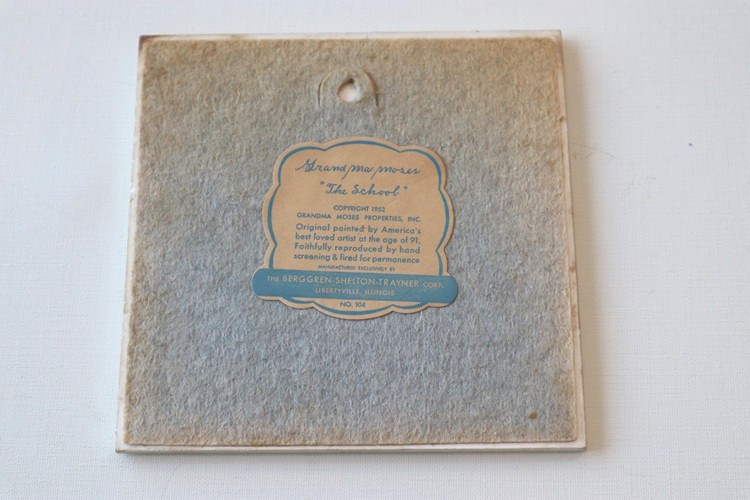 Grandma Moses
"The School"
COPYRIGHT 1952
GRANDMA MOSES PROPERTIES, INC.
Original painted by America's
best loved artist at the age of 91.
Faithfully reproduced by hand
screening & fired for permanence
MANUFACTURED EXCLUSIVELY BY
THE BERGGREN-SHELTON-TRAYNER CORP.
LIBERTYVILLE, ILLINOIS
NO. 104